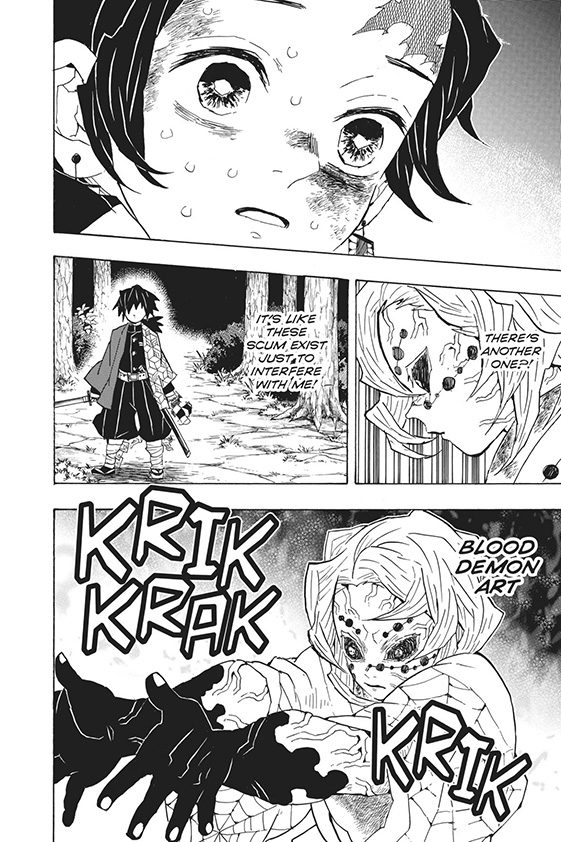 THERE'S
ANOTHER
ONE?!
IT'S LIKE
THESE
SCUM EXIST
JUST TO
INTERFERE
WITH ME!
BLOOD
DEMON
ART
KRIK
KRAK
KRIK